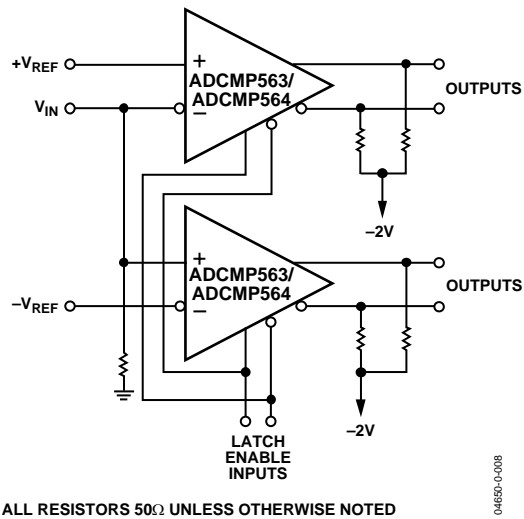 +VREF
ADCMP563/
ADCMP564
+
–
VIN
OUTPUTS
–2V
ADCMP563/
ADCMP564
+
–
–VREF
OUTPUTS
–2V
LATCH
ENABLE
INPUTS
04650-0-008
ALL RESISTORS 50Ω UNLESS OTHERWISE NOTED